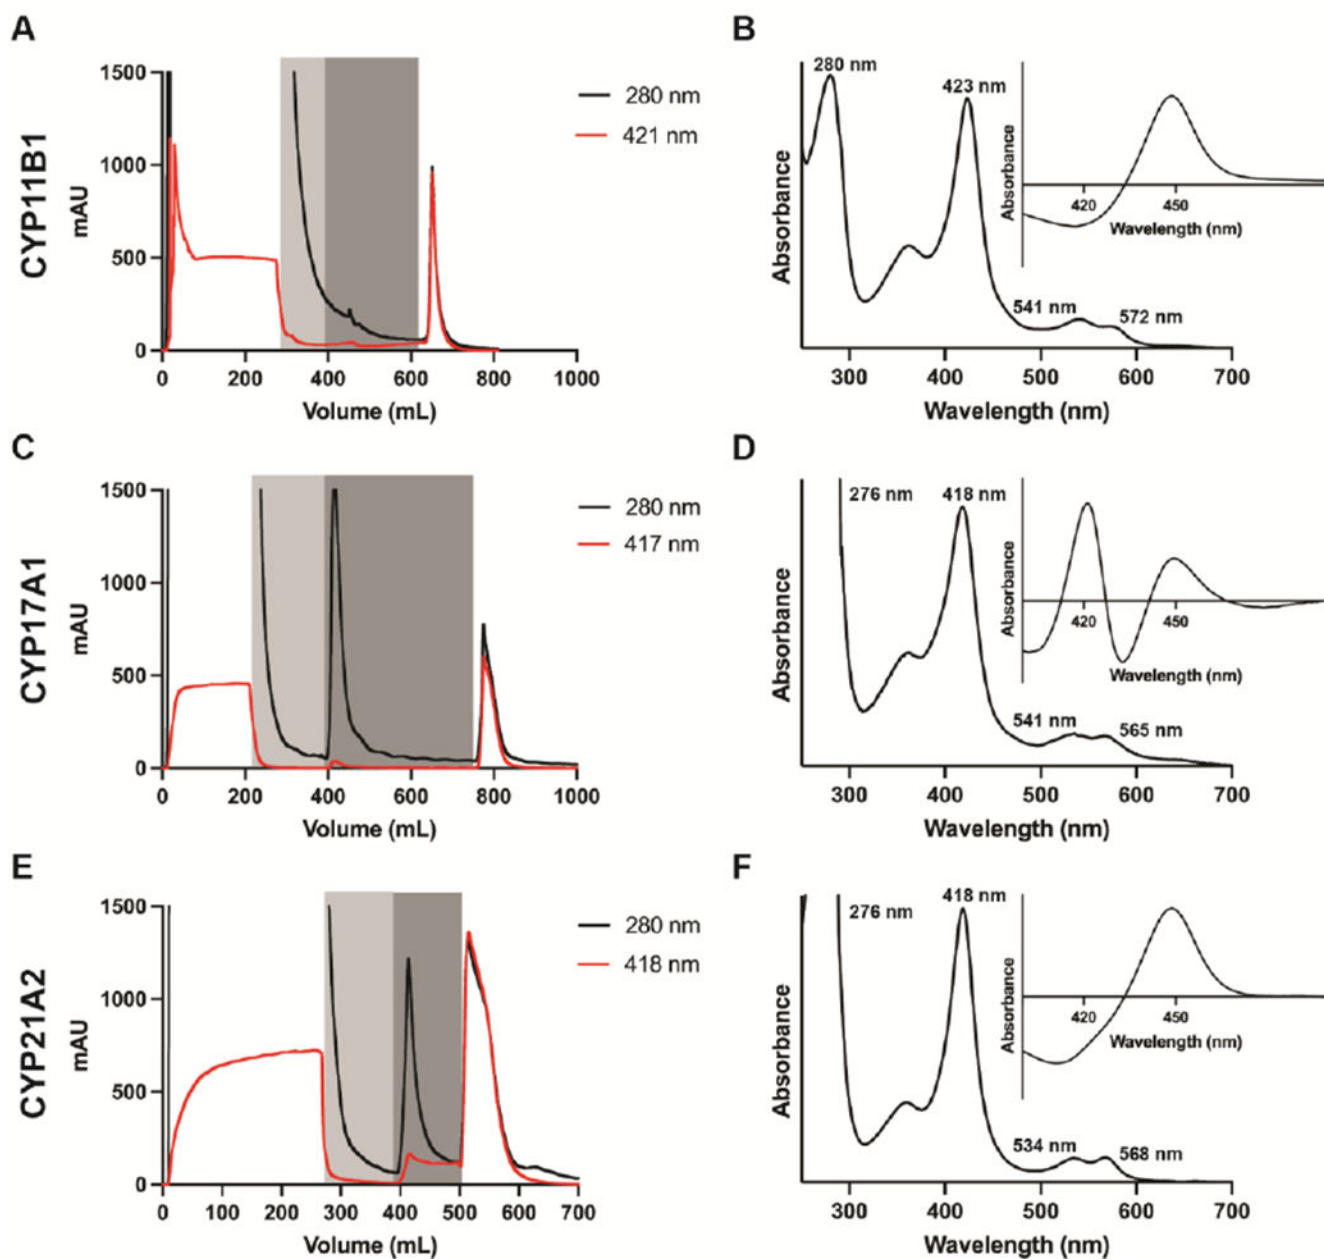 A
CYP11B1
mAU
1500
1000
500
0
0
200
400
600
800
1000
Volume (mL)
280 nm
421 nm
B
Absorbance
280 nm
423 nm
541 nm
572 nm
300
400
500
600
700
Wavelength (nm)
Absorbance
420
450
Wavelength (nm)
C
CYP17A1
mAU
1500
1000
500
0
0
200
400
600
800
1000
Volume (mL)
280 nm
417 nm
D
Absorbance
276 nm
418 nm
541 nm
565 nm
300
400
500
600
700
Wavelength (nm)
Absorbance
420
450
Wavelength (nm)
E
CYP21A2
mAU
1500
1000
500
0
0
100
200
300
400
500
600
700
Volume (mL)
280 nm
418 nm
F
Absorbance
276 nm
418 nm
534 nm
568 nm
300
400
500
600
700
Wavelength (nm)
Absorbance
420
450
Wavelength (nm)